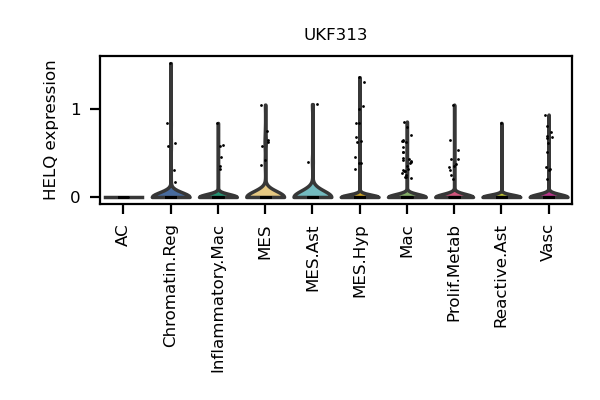 UKF313
HELQ expression
1
0
AC
Chromatin.Reg
Inflammatory.Mac
MES
MES.Ast
MES.Hyp
Mac
Prolif.Metab
Reactive.Ast
Vasc